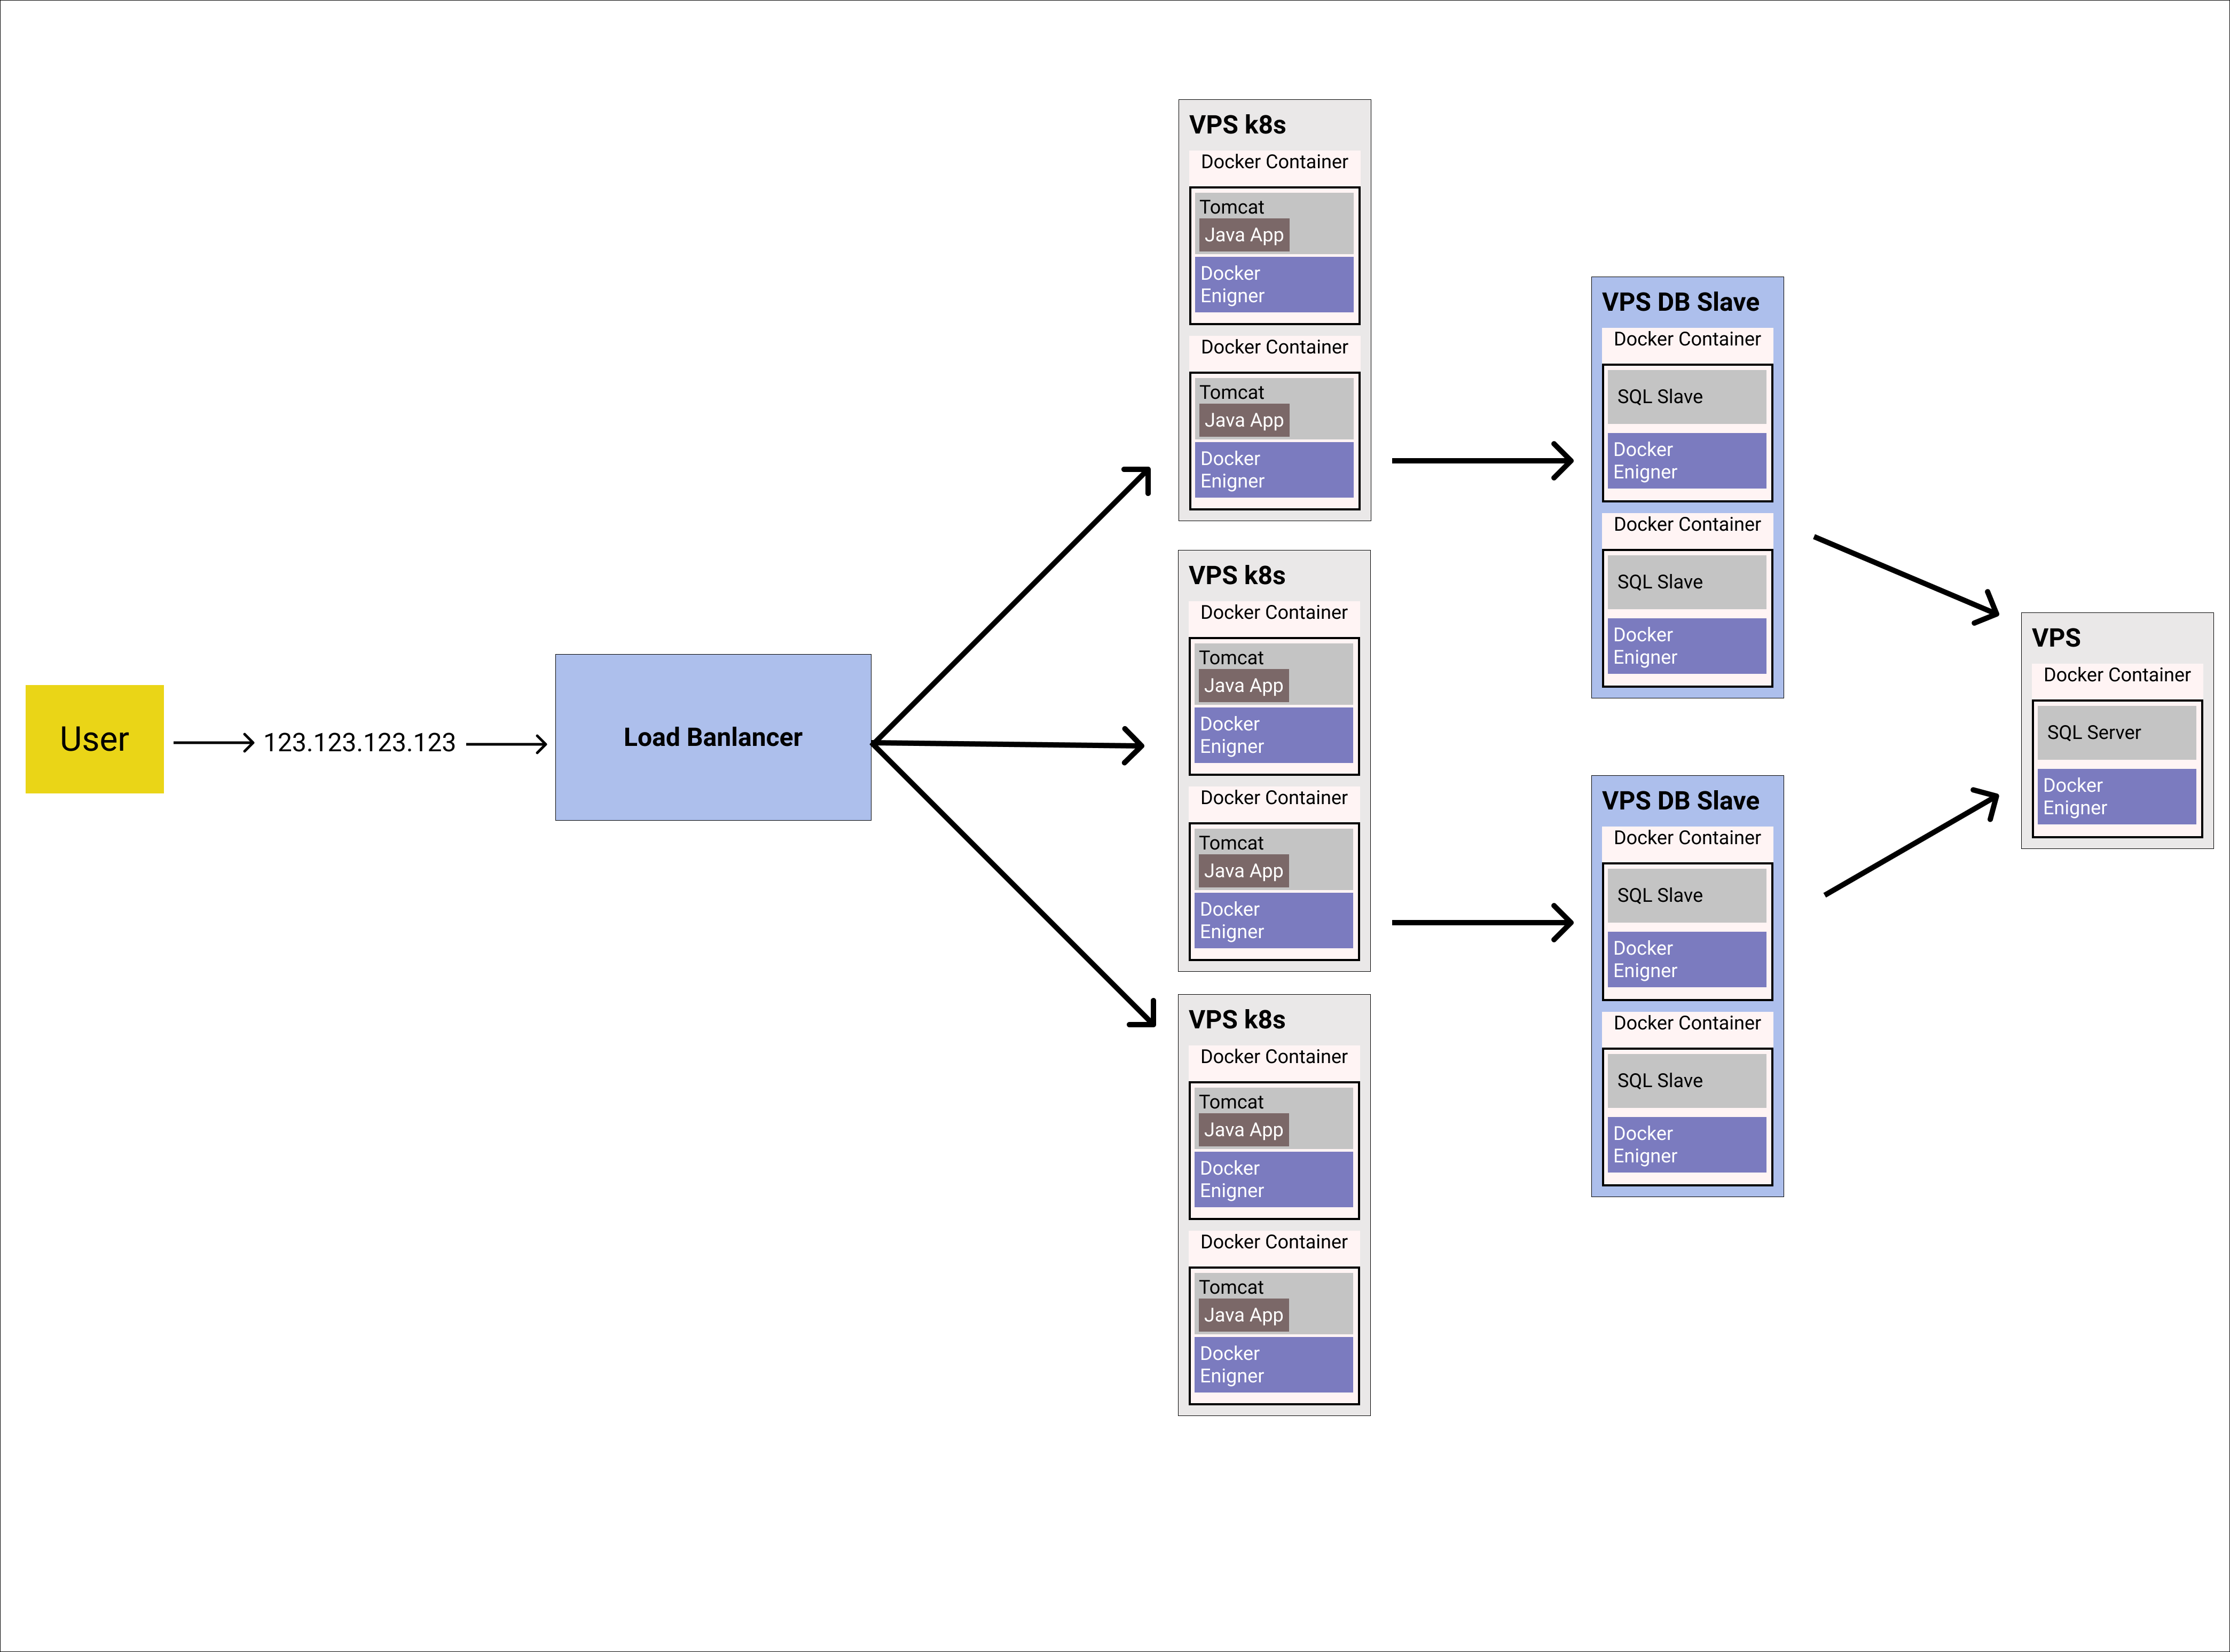 User
123.123.123.123
Load Banlancer
VPS k8s
Docker Container
Tomcat
Java App
Docker
Enigner
Docker Container
Tomcat
Java App
Docker
Enigner
VPS k8s
Docker Container
Tomcat
Java App
Docker
Enigner
Docker Container
Tomcat
Java App
Docker
Enigner
VPS k8s
Docker Container
Tomcat
Java App
Docker
Enigner
Docker Container
Tomcat
Java App
Docker
Enigner
VPS DB Slave
Docker Container
SQL Slave
Docker
Enigner
Docker Container
SQL Slave
Docker
Enigner
VPS DB Slave
Docker Container
SQL Slave
Docker
Enigner
Docker Container
SQL Slave
Docker
Enigner
VPS
Docker Container
SQL Server
Docker
Enigner